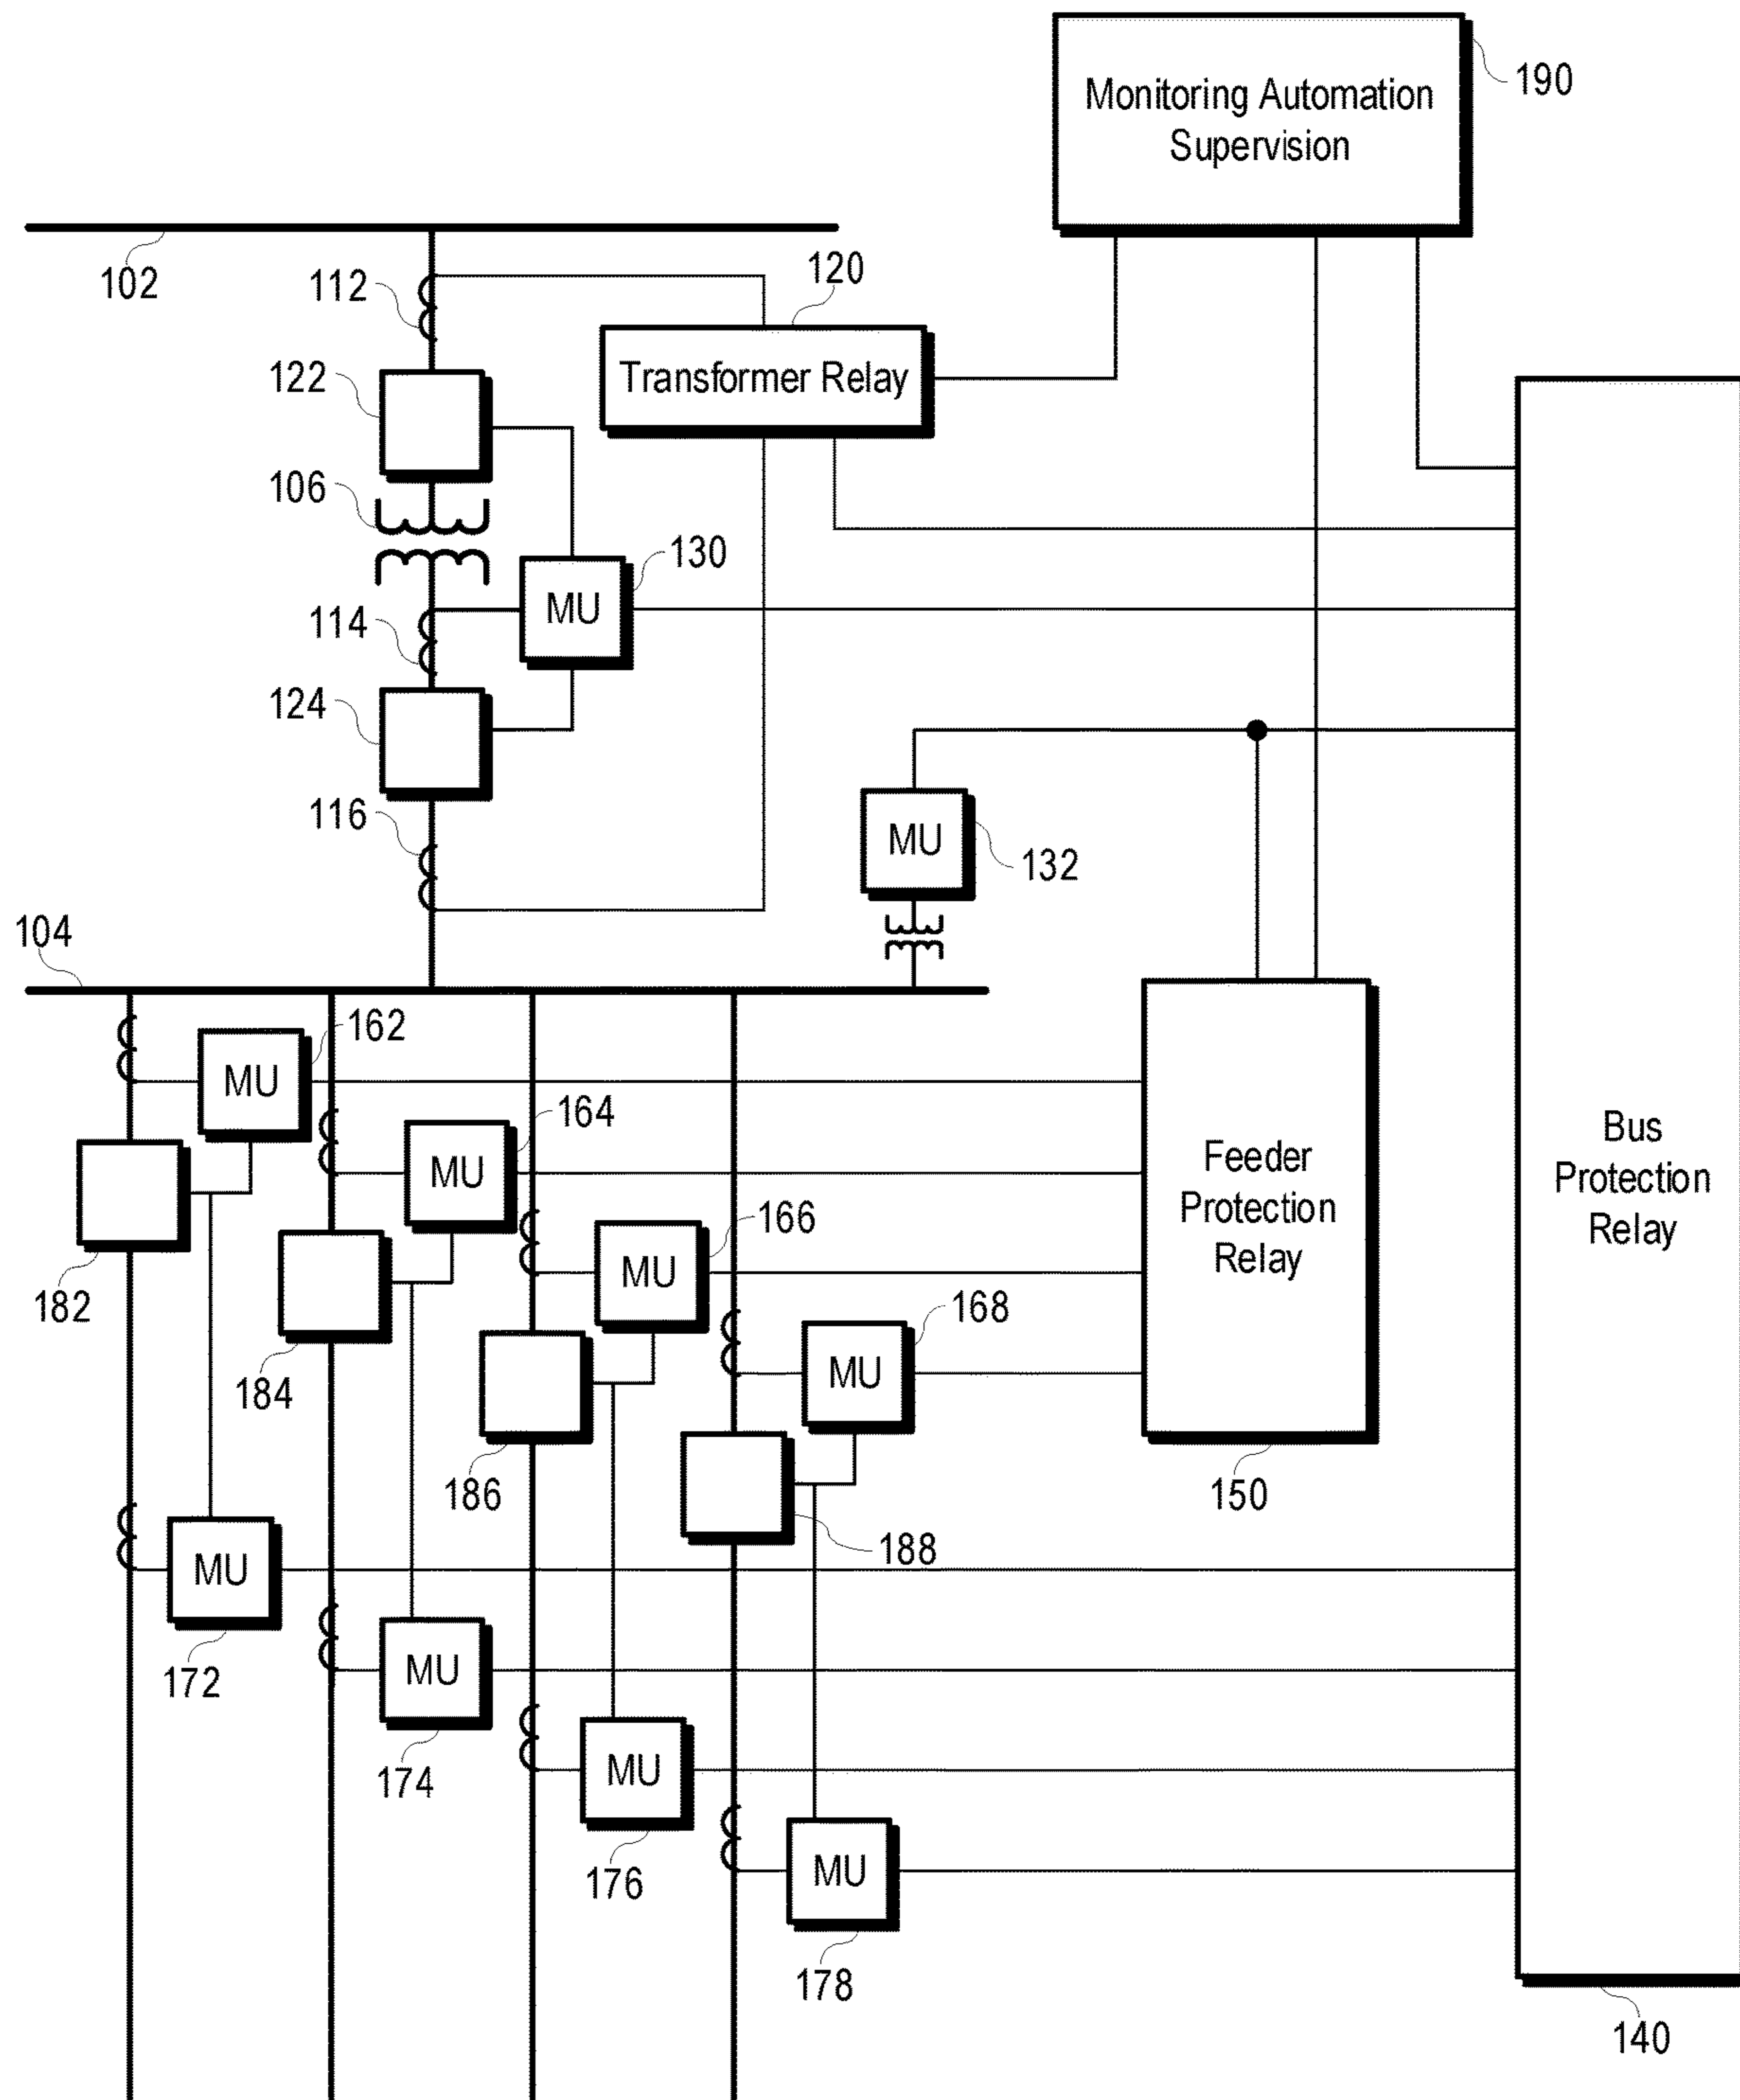 Monitoring Automation
Supervision
190
102
112
120
122
Transformer Relay
106
130
MU
114
124
116
MU
132
104
162
MU
164
MU
166
MU
168
MU
182
184
186
188
Feeder
Protection
Relay
150
Bus
Protection
Relay
MU
172
MU
174
MU
176
MU
178
140